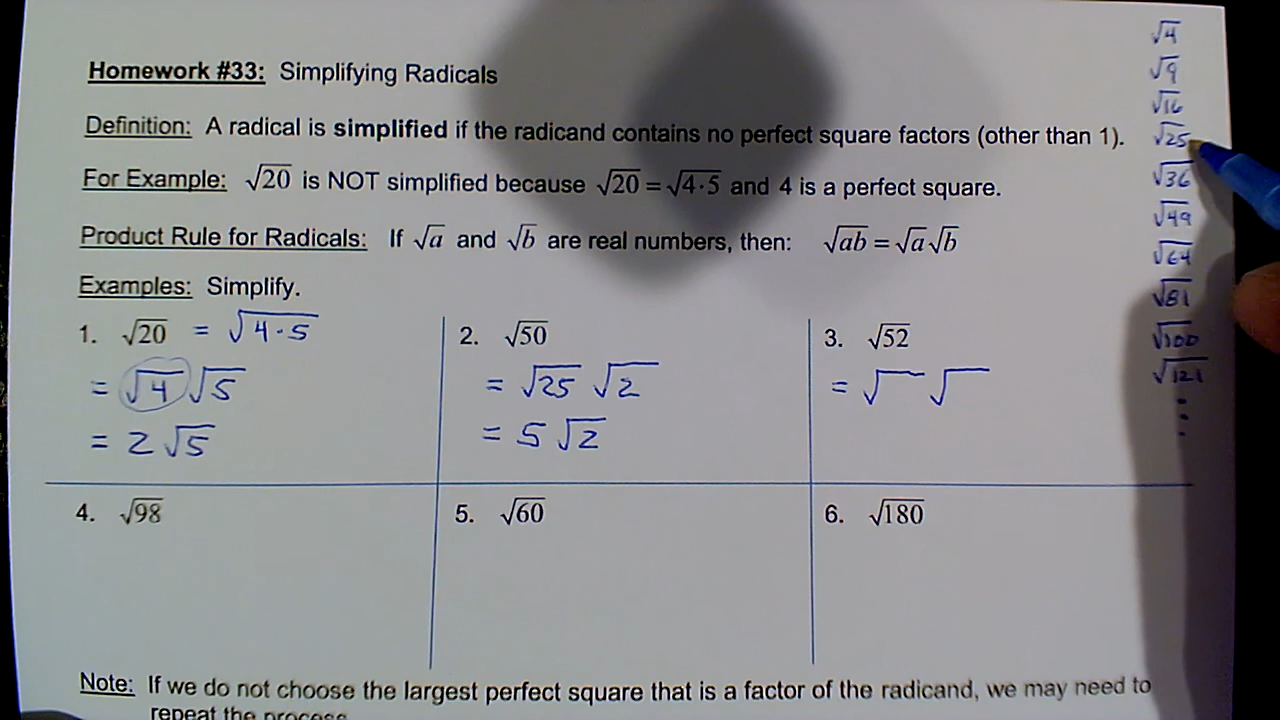 Homework #33: Simplifying Radicals
Definition: A radical is simplified if the radicand contains no perfect square factors (other than 1).
For Example: √20 is NOT simplified because √20 = √4·5 and 4 is a perfect square.
Product Rule for Radicals: If √a and √b are real numbers, then: √ab = √a√b
Examples: Simplify.
1. √20 = √4·5
= √4 √5
= 2√5
2. √50
= √25 √2
= 5√2
3. √52
= √ √
4. √98
5. √60
6. √180
Note: If we do not choose the largest perfect square that is a factor of the radicand, we may need to
repeat the process
√4
√9
√16
√25
√36
√49
√64
√81
√100
√121
⋮